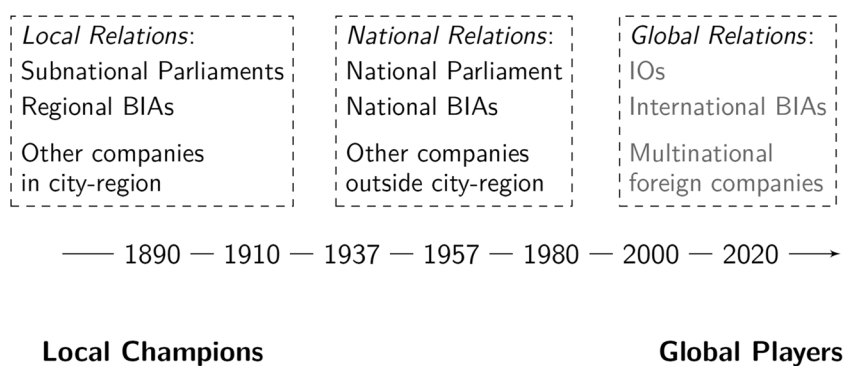 Local Relations:
Subnational Parliaments
Regional BIAs
Other companies
in city-region
National Relations:
National Parliament
National BIAs
Other companies
outside city-region
Global Relations:
IOs
International BIAs
Multinational
foreign companies
1890 — 1910 — 1937 — 1957 — 1980 — 2000 — 2020
Local Champions
Global Players